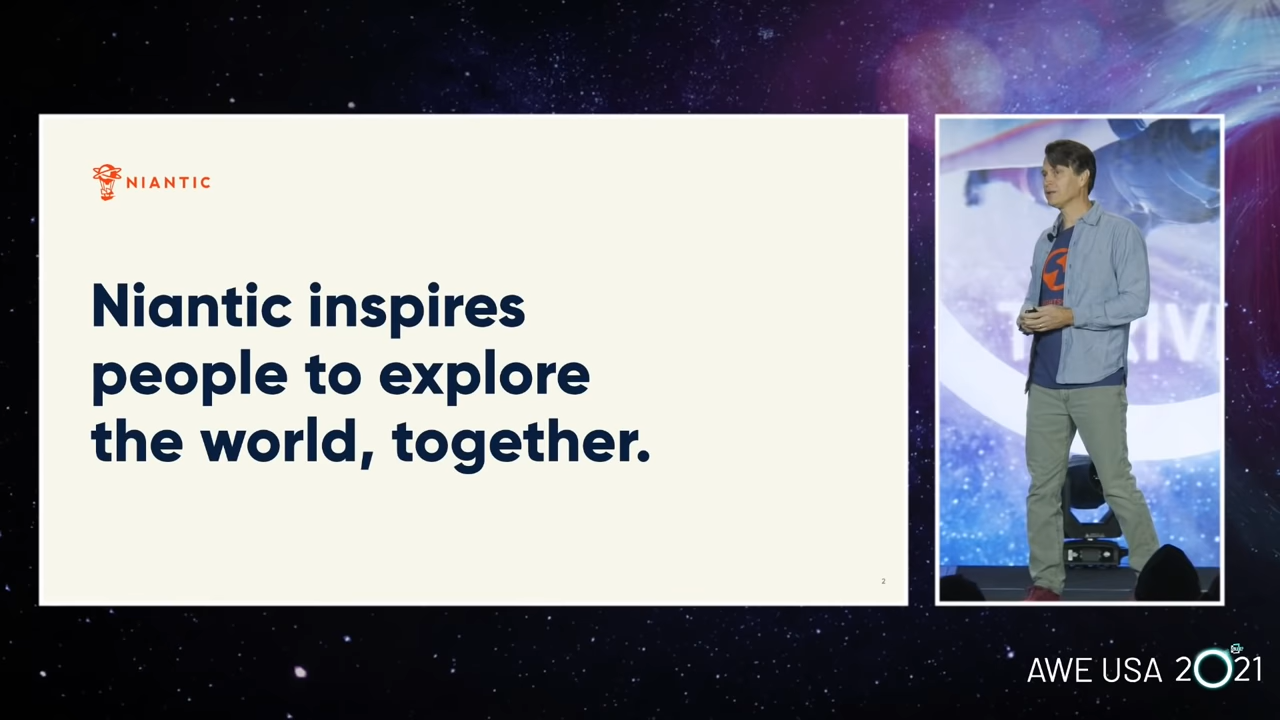 NIANTIC
Niantic inspires
people to explore
the world, together.
2
AWE USA 2021